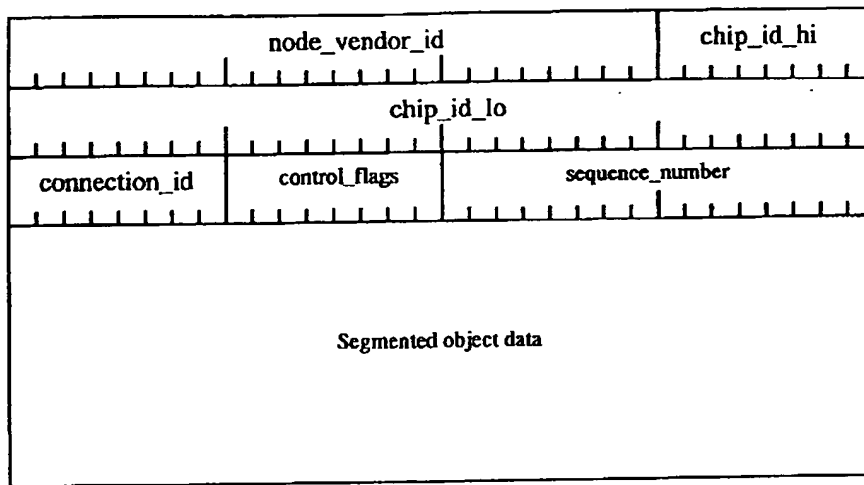 node_vendor_id chip_id_hi
chip_id_lo
connection_id control_flags sequence_number
Segmented object data